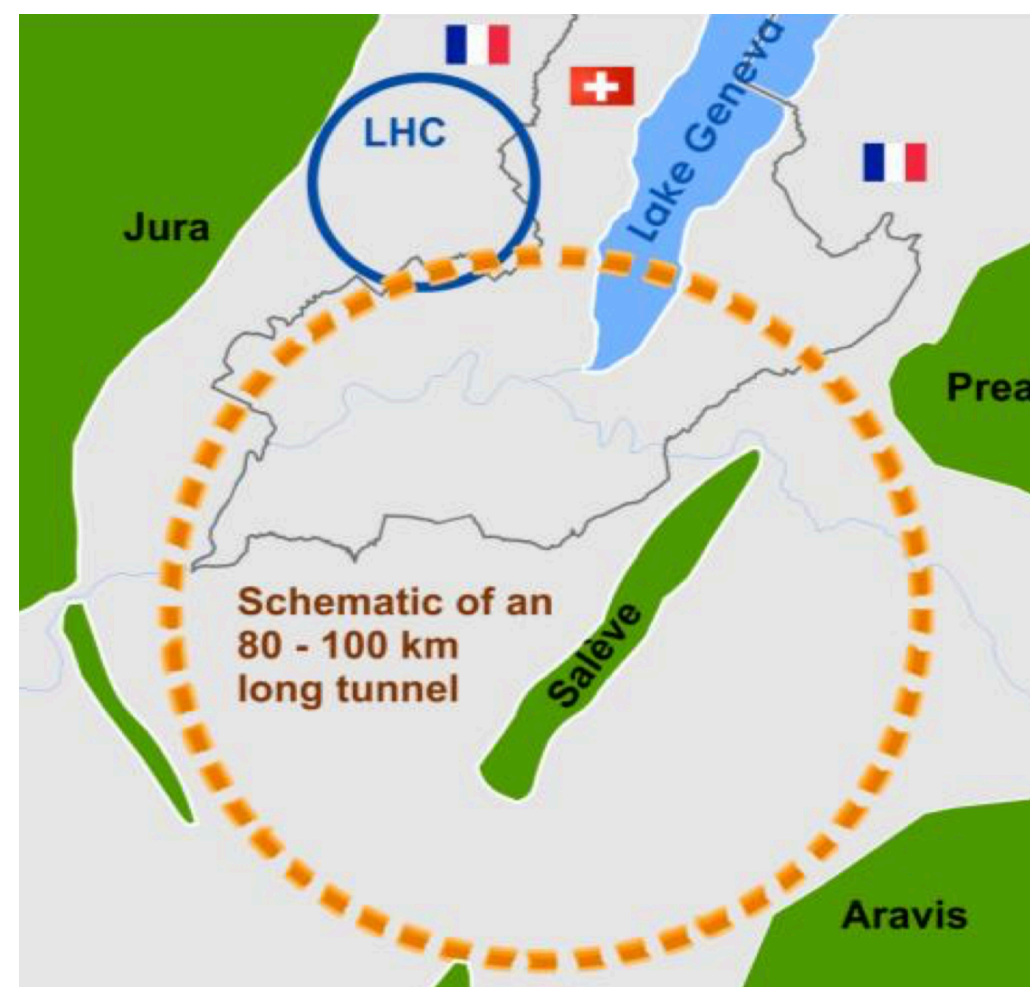 LHC
Lake Geneva
Jura
Prea
Schematic of an
80 - 100 km
long tunnel
Salève
Aravis